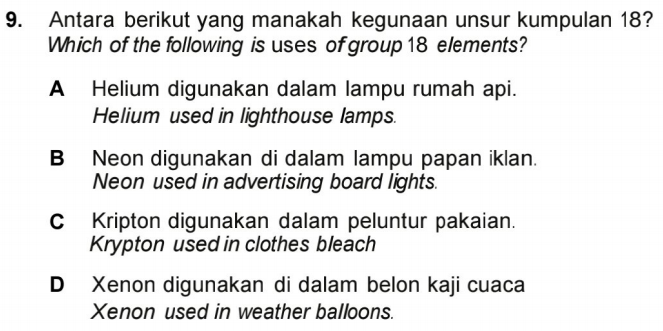 9. Antara berikut yang manakah kegunaan unsur kumpulan 18?
Which of the following is uses of group 18 elements?
A Helium digunakan dalam lampu rumah api.
Helium used in lighthouse lamps.
B Neon digunakan di dalam lampu papan iklan.
Neon used in advertising board lights.
C Kripton digunakan dalam peluntur pakaian.
Krypton used in clothes bleach
D Xenon digunakan di dalam belon kaji cuaca
Xenon used in weather balloons.